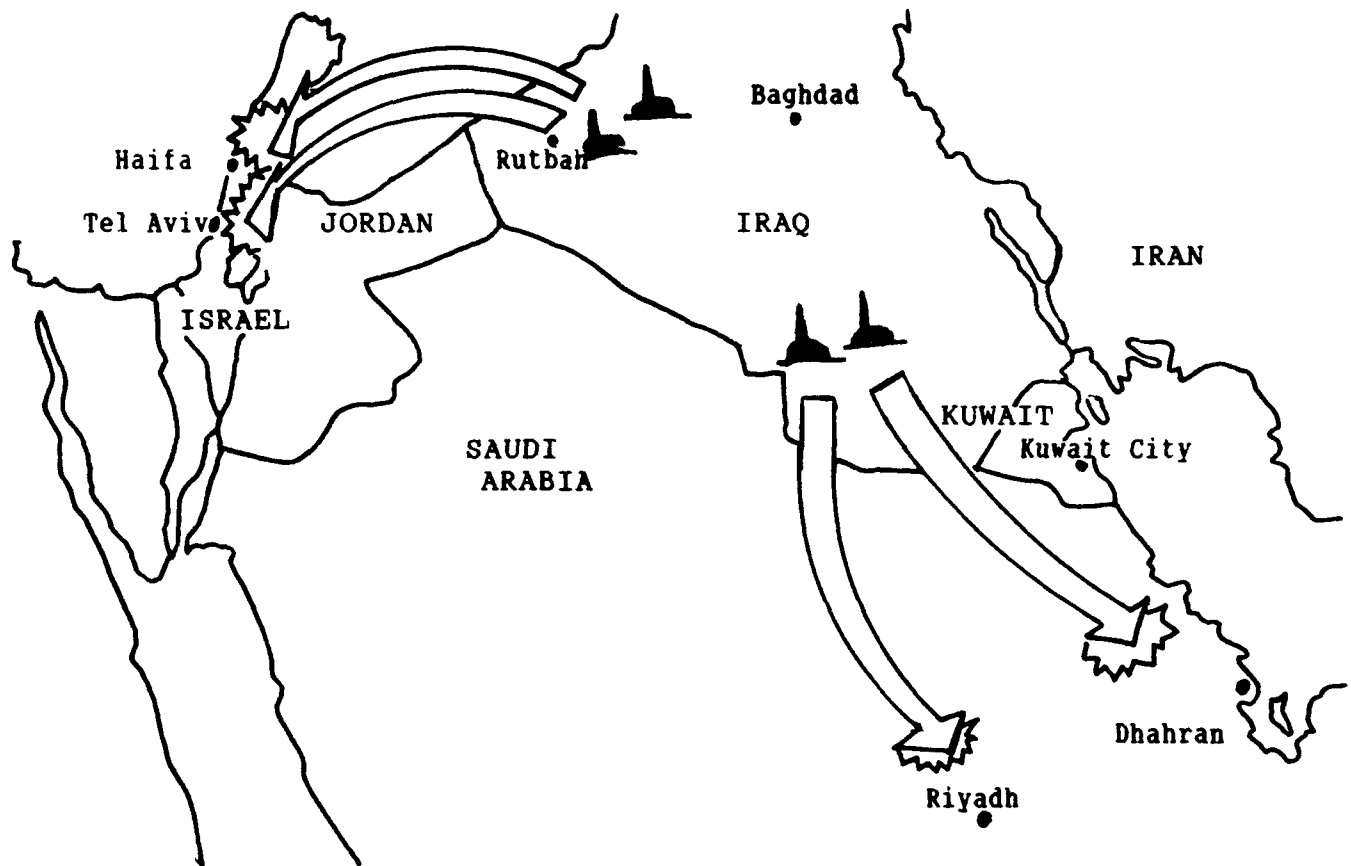 Baghdad
Haifa
Rutbah
Tel Aviv
JORDAN
IRAQ
IRAN
ISRAEL
KUWAIT
SAUDI
ARABIA
Kuwait City
Dhahran
Riyadh